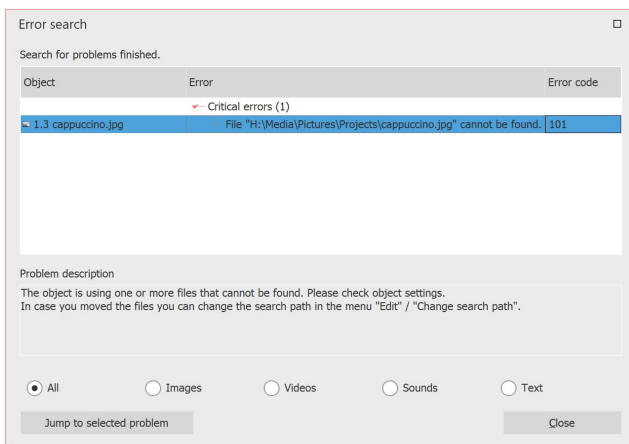 Error search
Search for problems finished.
Object Error Error code
Critical errors (1)
1.3 cappuccino.jpg File "H:\Media\Pictures\Projects\cappuccino.jpg" cannot be found. 101
Problem description
The object is using one or more files that cannot be found. Please check object settings.
In case you moved the files you can change the search path in the menu "Edit" / "Change search path".
All Images Videos Sounds Text
Jump to selected problem Close